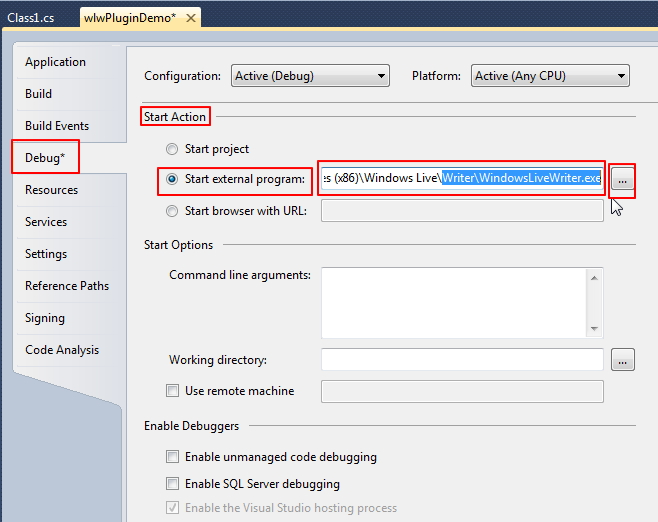 Class1.cs
wlwPluginDemo*
Application
Build
Build Events
Debug*
Resources
Services
Settings
Reference Paths
Signing
Code Analysis
Configuration: Active (Debug) Platform: Active (Any CPU)
Start Action
Start project
Start external program: es (x86)\Windows Live\Writer\WindowsLiveWriter.exe ...
Start browser with URL:
Start Options
Command line arguments:
Working directory: ...
Use remote machine
Enable Debuggers
Enable unmanaged code debugging
Enable SQL Server debugging
Enable the Visual Studio hosting process